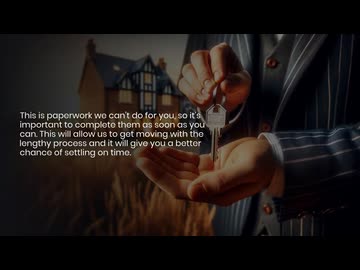 This is paperwork we can't do for you, so it's
important to complete them as soon as you
can. This will allow us to get moving with the
lengthy process and it will give you a better
chance of settling on time.